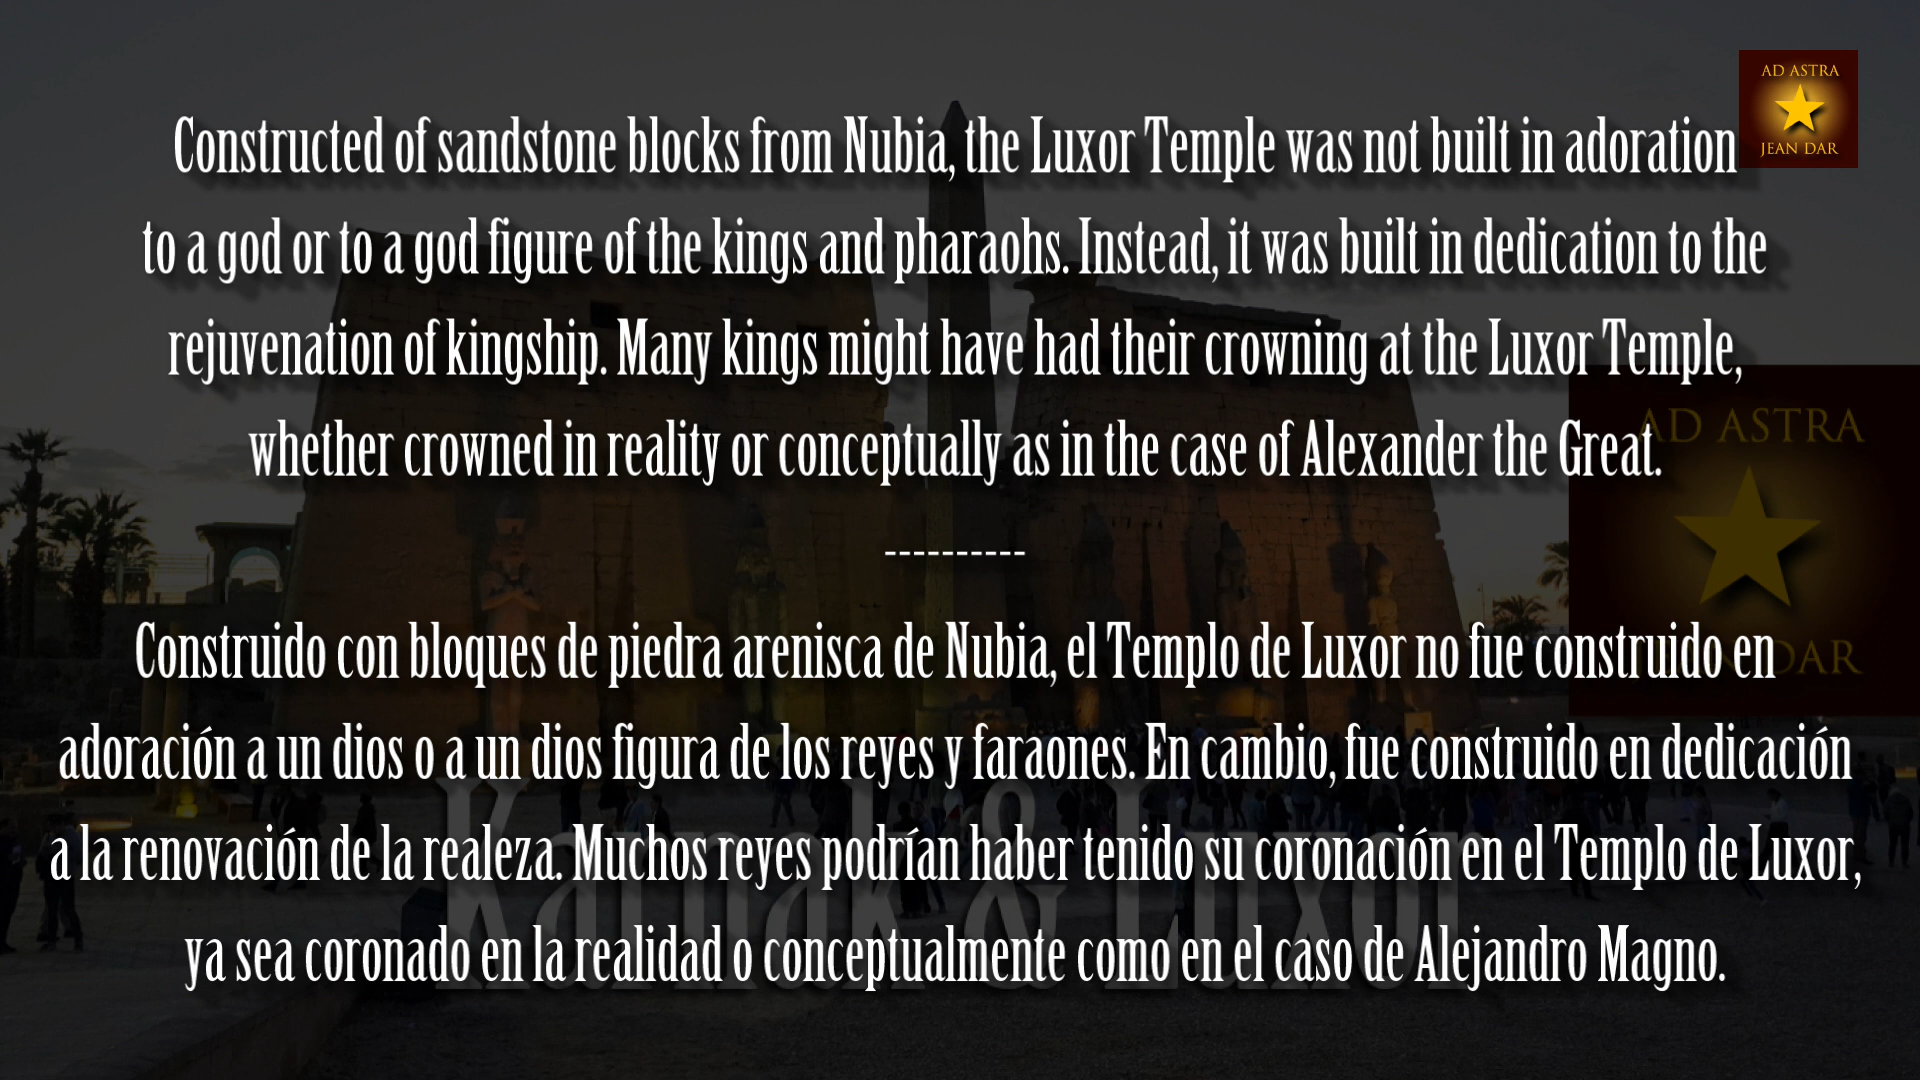 AD ASTRA
JEAN DAR
Constructed of sandstone blocks from Nubia, the Luxor Temple was not built in adoration
to a god or to a god figure of the kings and pharaohs. Instead, it was built in dedication to the
rejuvenation of kingship. Many kings might have had their crowning at the Luxor Temple,
whether crowned in reality or conceptually as in the case of Alexander the Great.
AD ASTRA
----------
Construido con bloques de piedra arenisca de Nubia, el Templo de Luxor no fue construido en
DAR
adoración a un dios o a un dios figura de los reyes y faraones. En cambio, fue construido en dedicación
a la renovación de la realeza. Muchos reyes podrían haber tenido su coronación en el Templo de Luxor,
Karnak & Luxor
ya sea coronado en la realidad o conceptualmente como en el caso de Alejandro Magno.